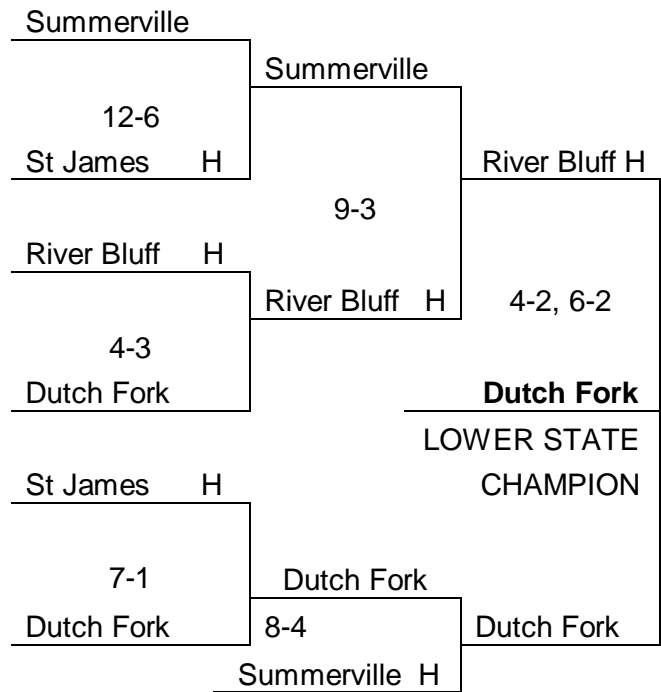 Summerville
Summerville
12-6
St James H
River Bluff H
9-3
River Bluff H
River Bluff H
4-2, 6-2
4-3
Dutch Fork
Dutch Fork
LOWER STATE
St James H
CHAMPION
7-1
Dutch Fork
Dutch Fork
8-4
Dutch Fork
Summerville H